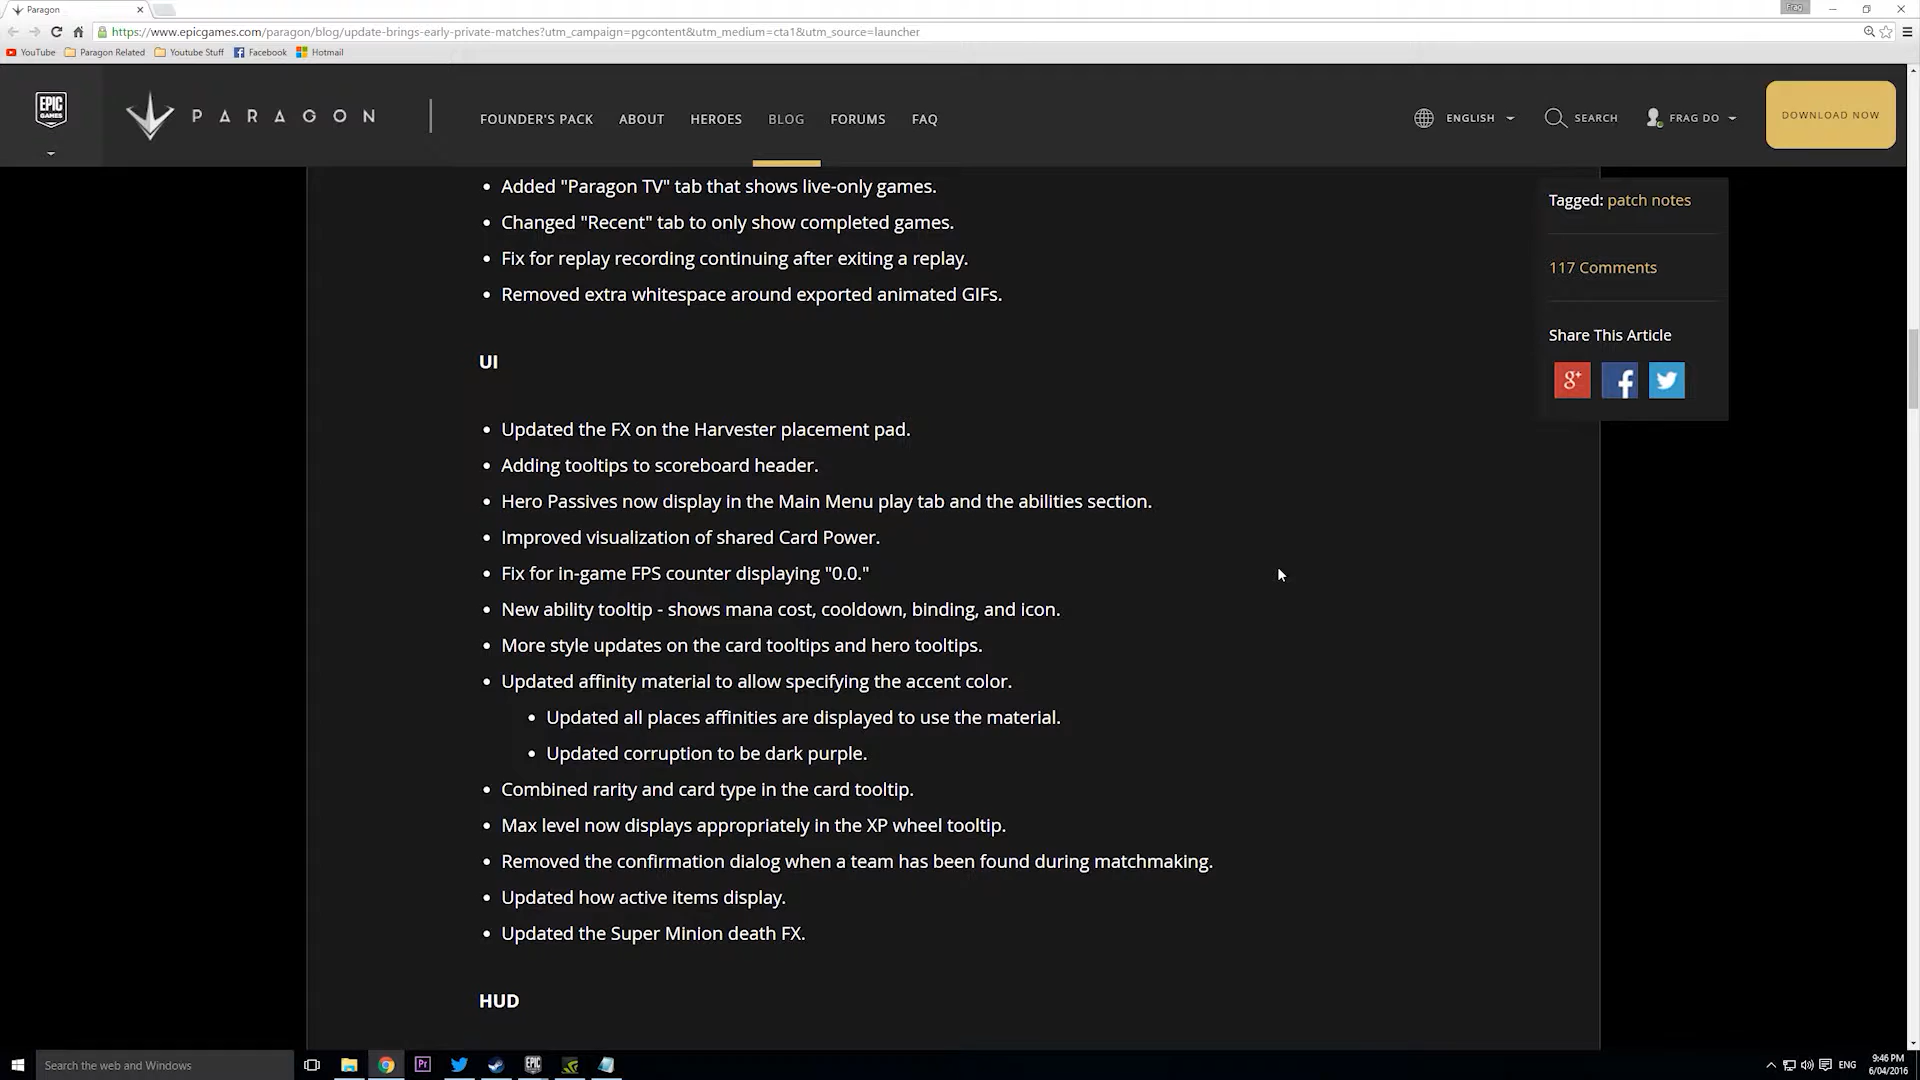 Paragon
Frag
https://www.epicgames.com/paragon/blog/update-brings-early-private-matches?utm_campaign=pgcontent&utm_medium=cta1&utm_source=launcher
YouTube Paragon Related Youtube Stuff Facebook Hotmail
EPIC GAMES PARAGON FOUNDER'S PACK ABOUT HEROES BLOG FORUMS FAQ ENGLISH SEARCH FRAG DO DOWNLOAD NOW
• Added "Paragon TV" tab that shows live-only games.
• Changed "Recent" tab to only show completed games.
• Fix for replay recording continuing after exiting a replay.
• Removed extra whitespace around exported animated GIFs.
Tagged: patch notes
117 Comments
Share This Article
g+ f
UI
• Updated the FX on the Harvester placement pad.
• Adding tooltips to scoreboard header.
• Hero Passives now display in the Main Menu play tab and the abilities section.
• Improved visualization of shared Card Power.
• Fix for in-game FPS counter displaying "0.0."
• New ability tooltip - shows mana cost, cooldown, binding, and icon.
• More style updates on the card tooltips and hero tooltips.
• Updated affinity material to allow specifying the accent color.
• Updated all places affinities are displayed to use the material.
• Updated corruption to be dark purple.
• Combined rarity and card type in the card tooltip.
• Max level now displays appropriately in the XP wheel tooltip.
• Removed the confirmation dialog when a team has been found during matchmaking.
• Updated how active items display.
• Updated the Super Minion death FX.
HUD
Search the web and Windows
Pr
EPIC
ENG
9:46 PM
6/04/2016